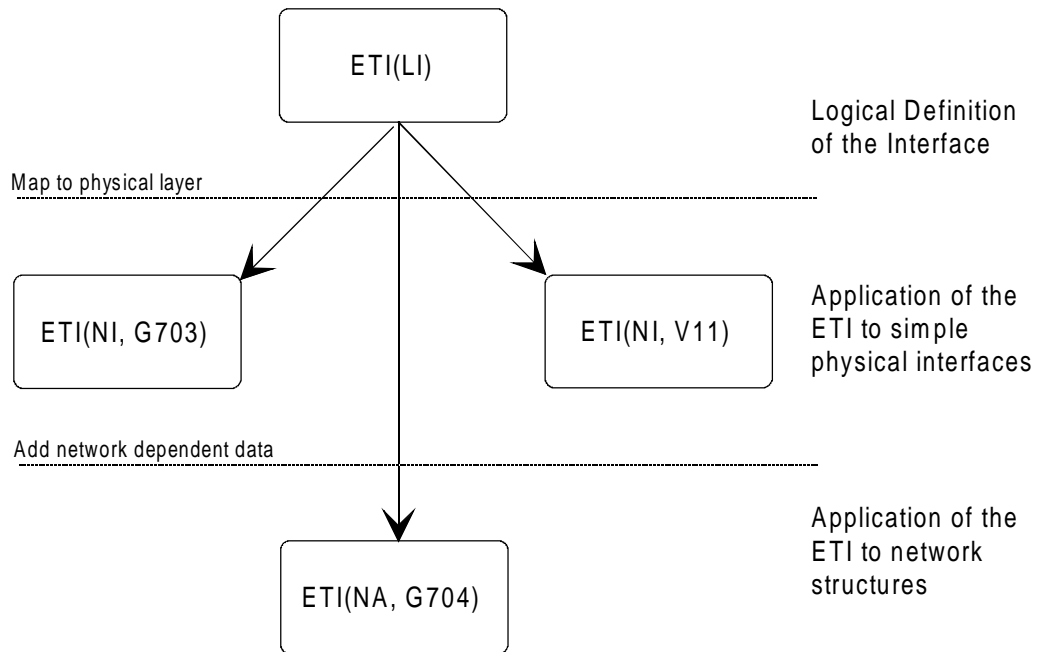 ETI(LI)
Logical Definition
of the Interface
Map to physical layer
ETI(NI, G703)
ETI(NI, V11)
Application of the
ETI to simple
physical interfaces
Add network dependent data
ETI(NA, G704)
Application of the
ETI to network
structures